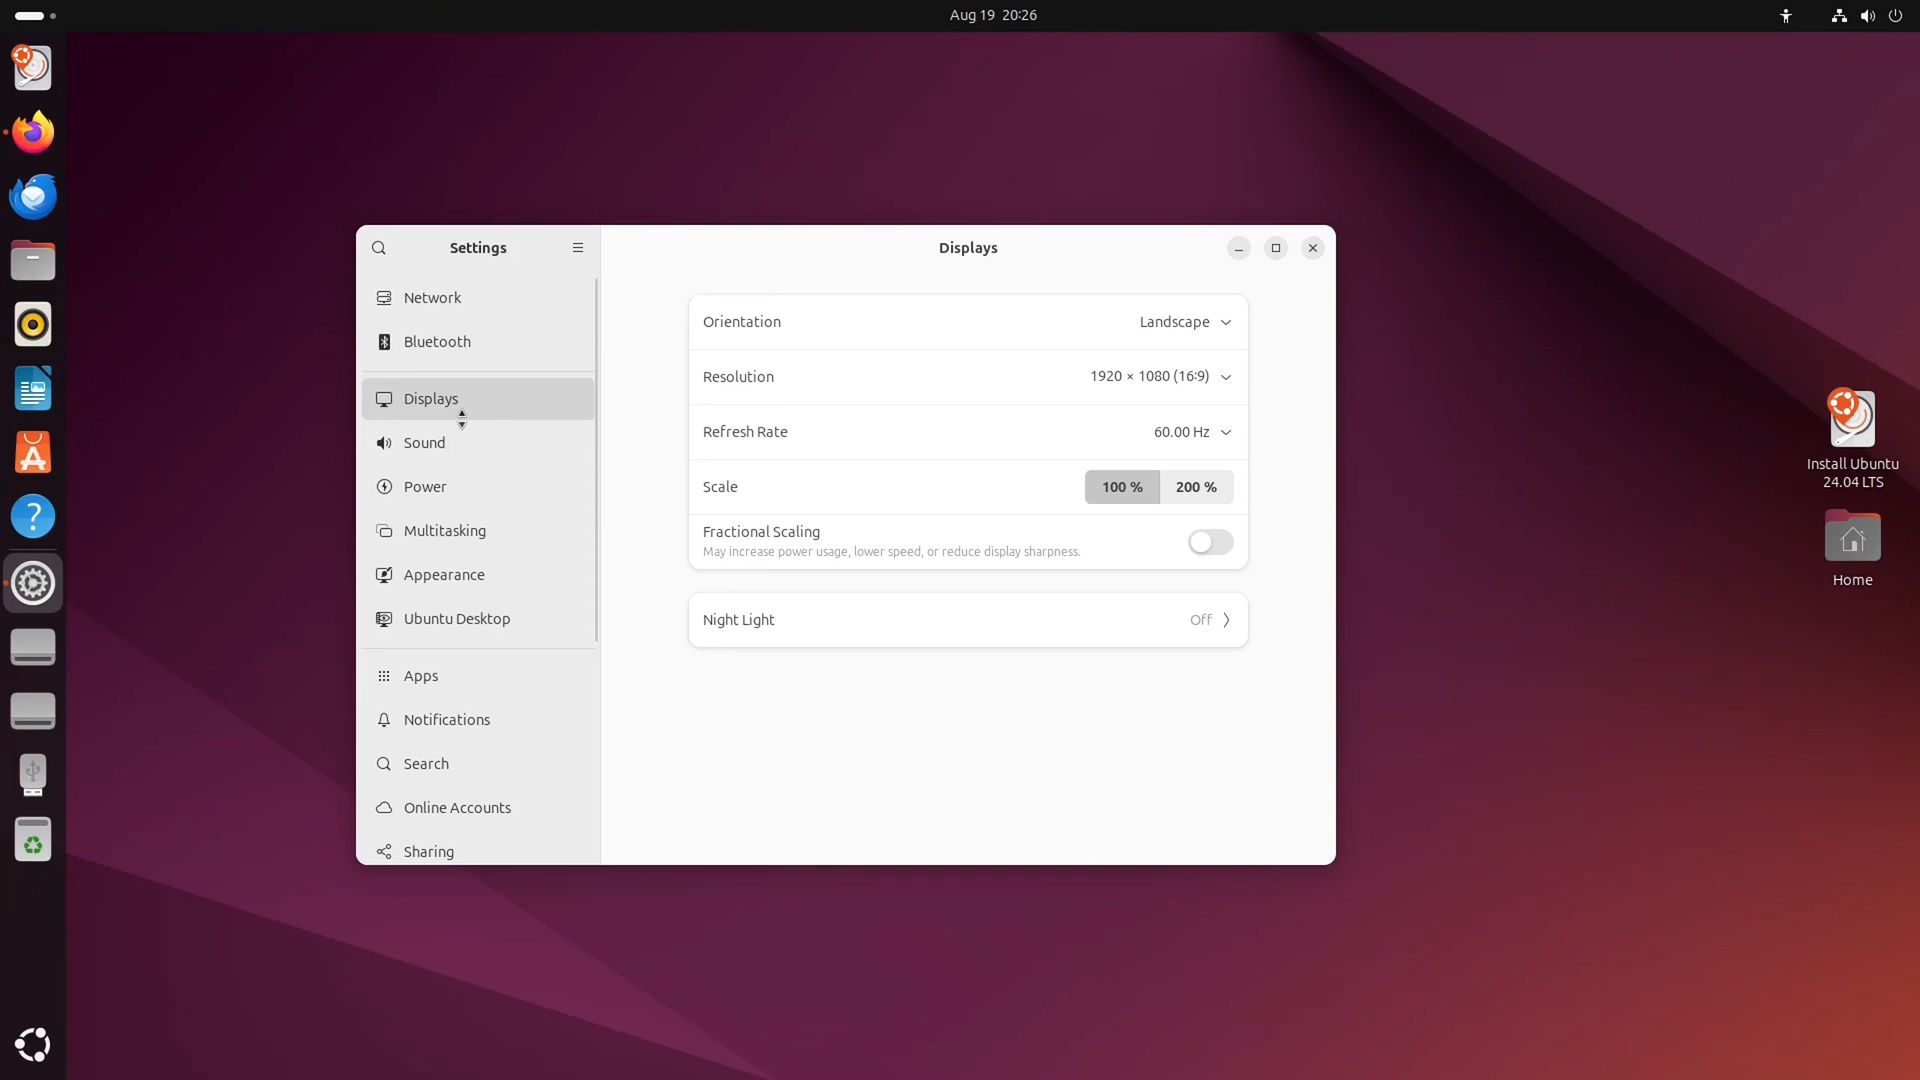 Aug 19 20:26
Settings
Displays
Network
Bluetooth
Displays
Sound
Power
Multitasking
Appearance
Ubuntu Desktop
Apps
Notifications
Search
Online Accounts
Sharing
Orientation Landscape
Resolution 1920 × 1080 (16:9)
Refresh Rate 60.00 Hz
Scale 100 % 200 %
Fractional Scaling
May increase power usage, lower speed, or reduce display sharpness.
Night Light Off
Install Ubuntu
24.04 LTS
Home